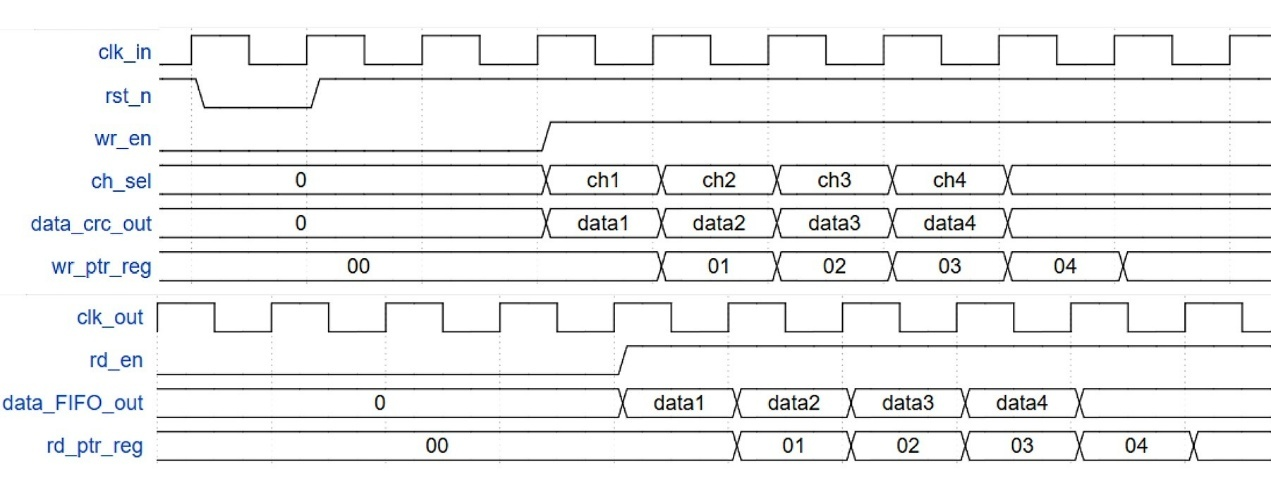 clk_in
rst_n
wr_en
ch_sel 0 ch1 ch2 ch3 ch4
data_crc_out 0 data1 data2 data3 data4
wr_ptr_reg 00 01 02 03 04
clk_out
rd_en
data_FIFO_out 0 data1 data2 data3 data4
rd_ptr_reg 00 01 02 03 04